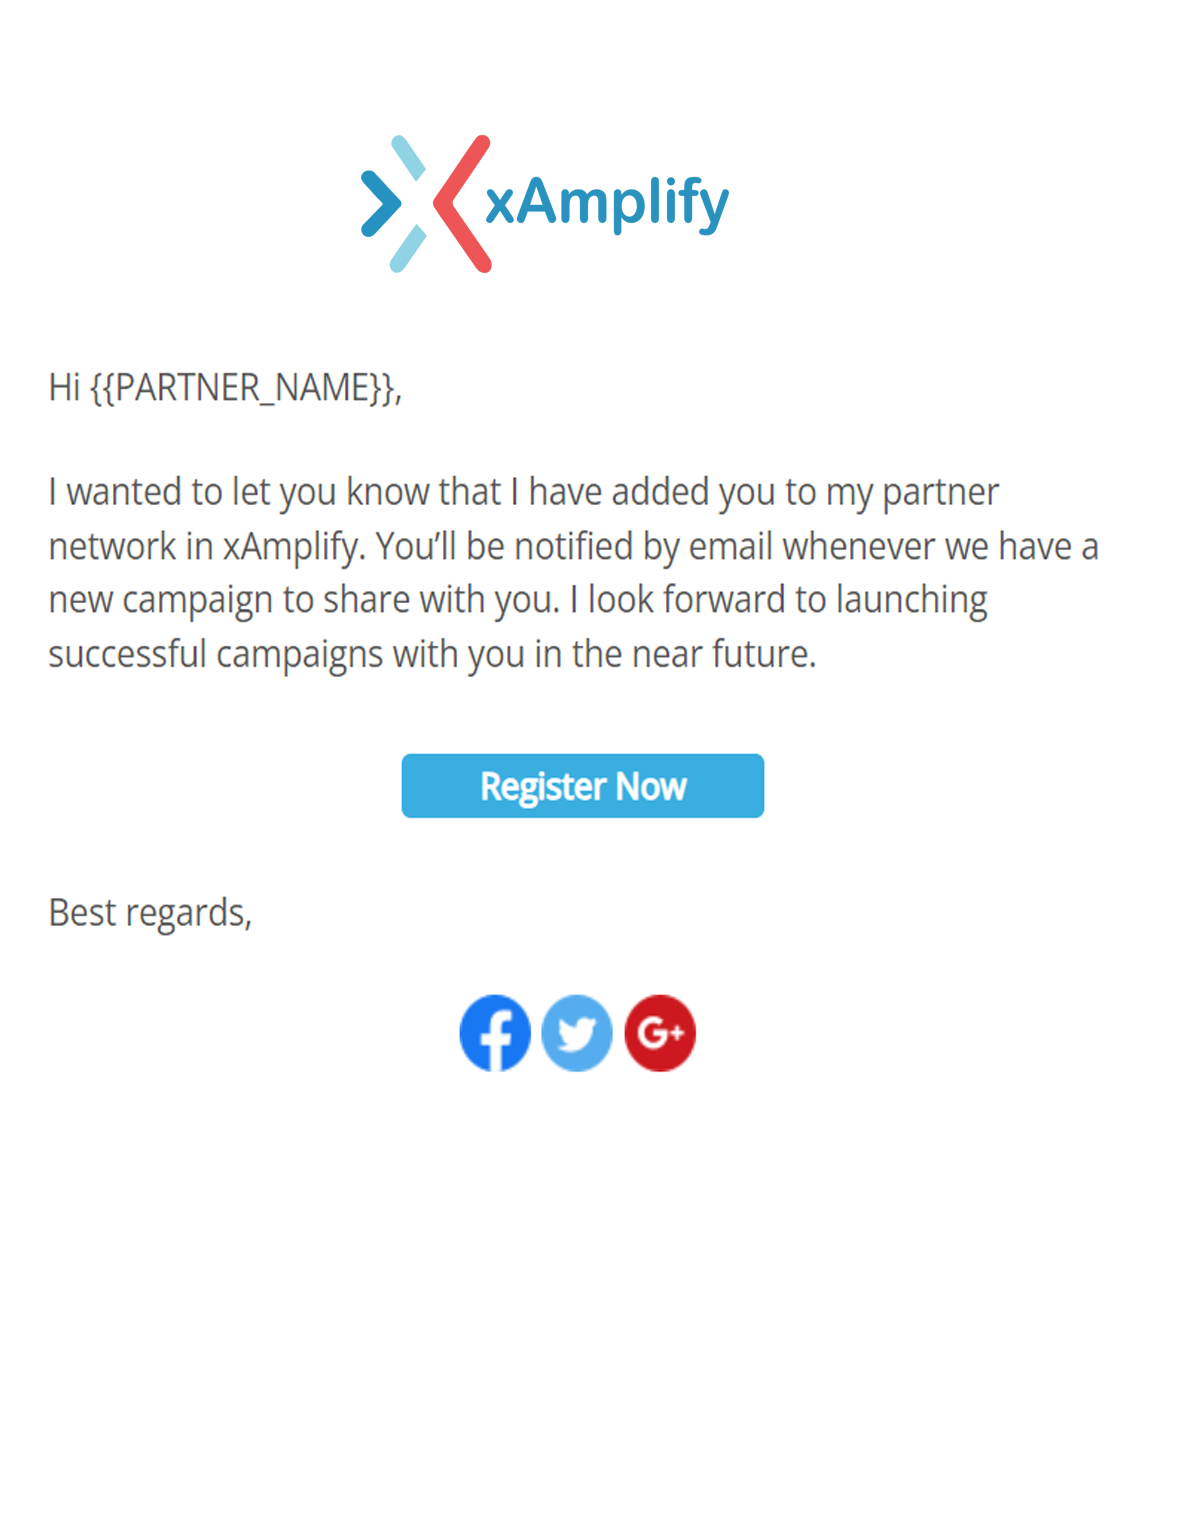 xAmplify
Hi {{PARTNER_NAME}},
I wanted to let you know that I have added you to my partner
network in xAmplify. You’ll be notified by email whenever we have a
new campaign to share with you. I look forward to launching
successful campaigns with you in the near future.
Register Now
Best regards,
G+